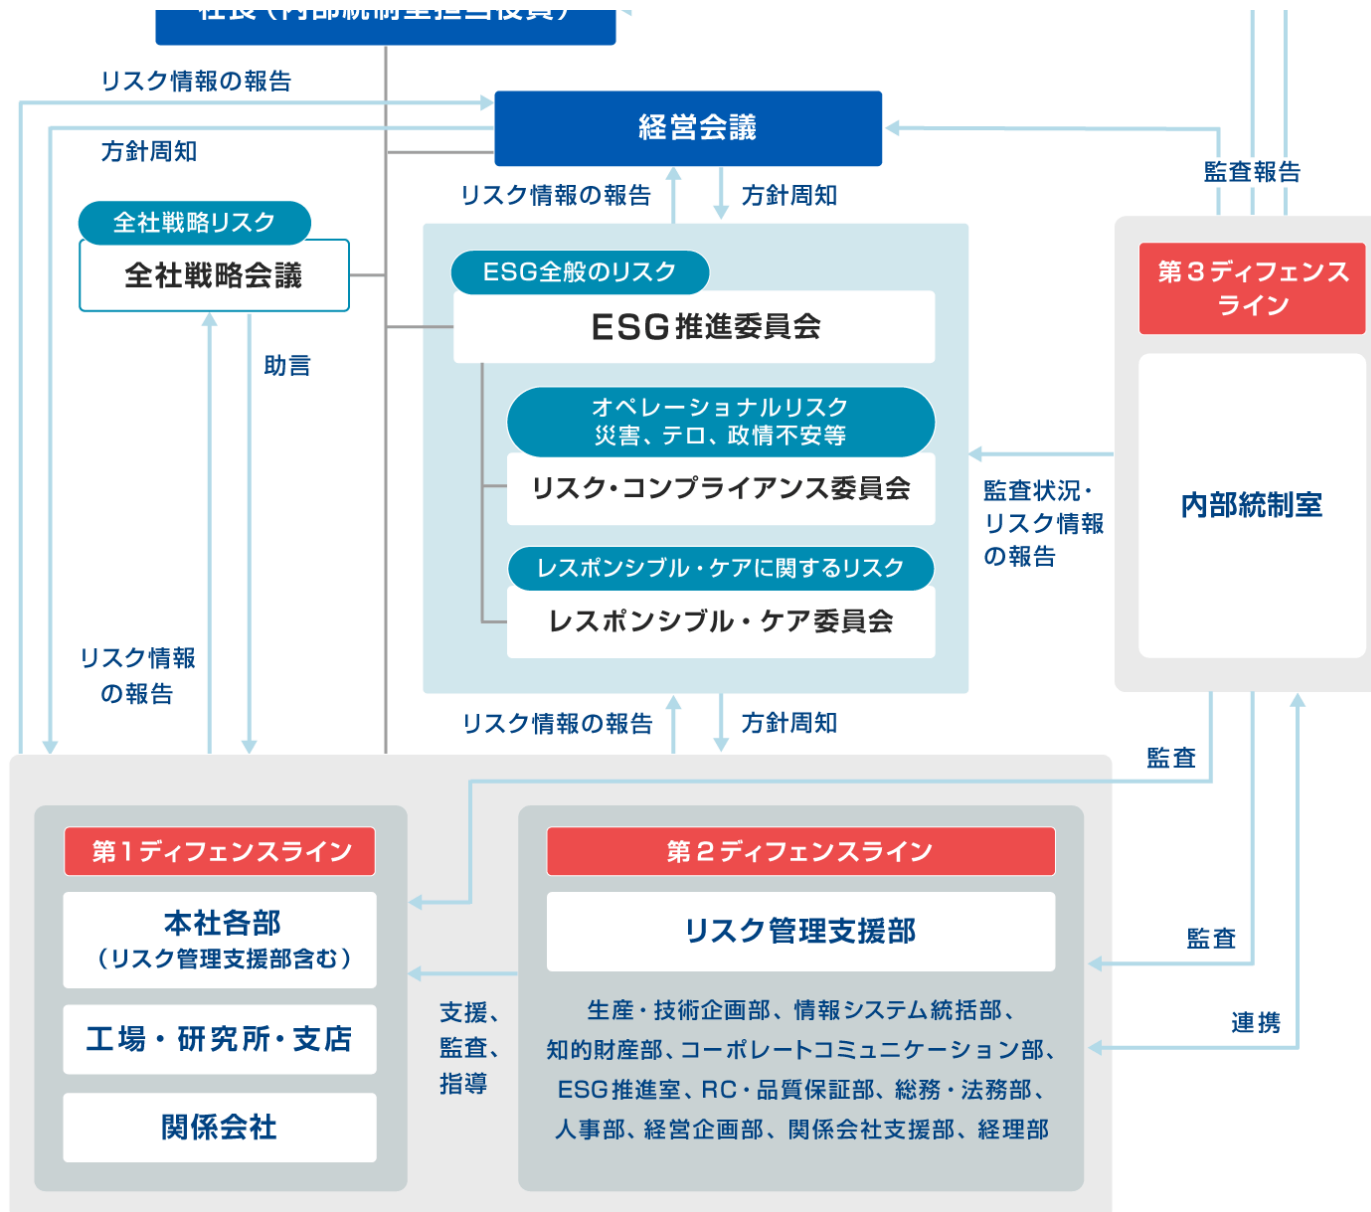 社長（内部統制室担当役員）
リスク情報の報告
経営会議
方針周知
監査報告
リスク情報の報告
方針周知
全社戦略リスク
全社戦略会議
ESG全般のリスク
ESG推進委員会
第3ディフェンス
ライン
助言
オペレーショナルリスク
災害、テロ、政情不安等
リスク・コンプライアンス委員会
監査状況・
リスク情報
の報告
内部統制室
レスポンシブル・ケアに関するリスク
レスポンシブル・ケア委員会
リスク情報
の報告
リスク情報の報告
方針周知
監査
第1ディフェンスライン
本社各部
（リスク管理支援部含む）
工場・研究所・支店
関係会社
支援、
監査、
指導
第2ディフェンスライン
リスク管理支援部
生産・技術企画部、情報システム統括部、
知的財産部、コーポレートコミュニケーション部、
ESG推進室、RC・品質保証部、総務・法務部、
人事部、経営企画部、関係会社支援部、経理部
監査
連携